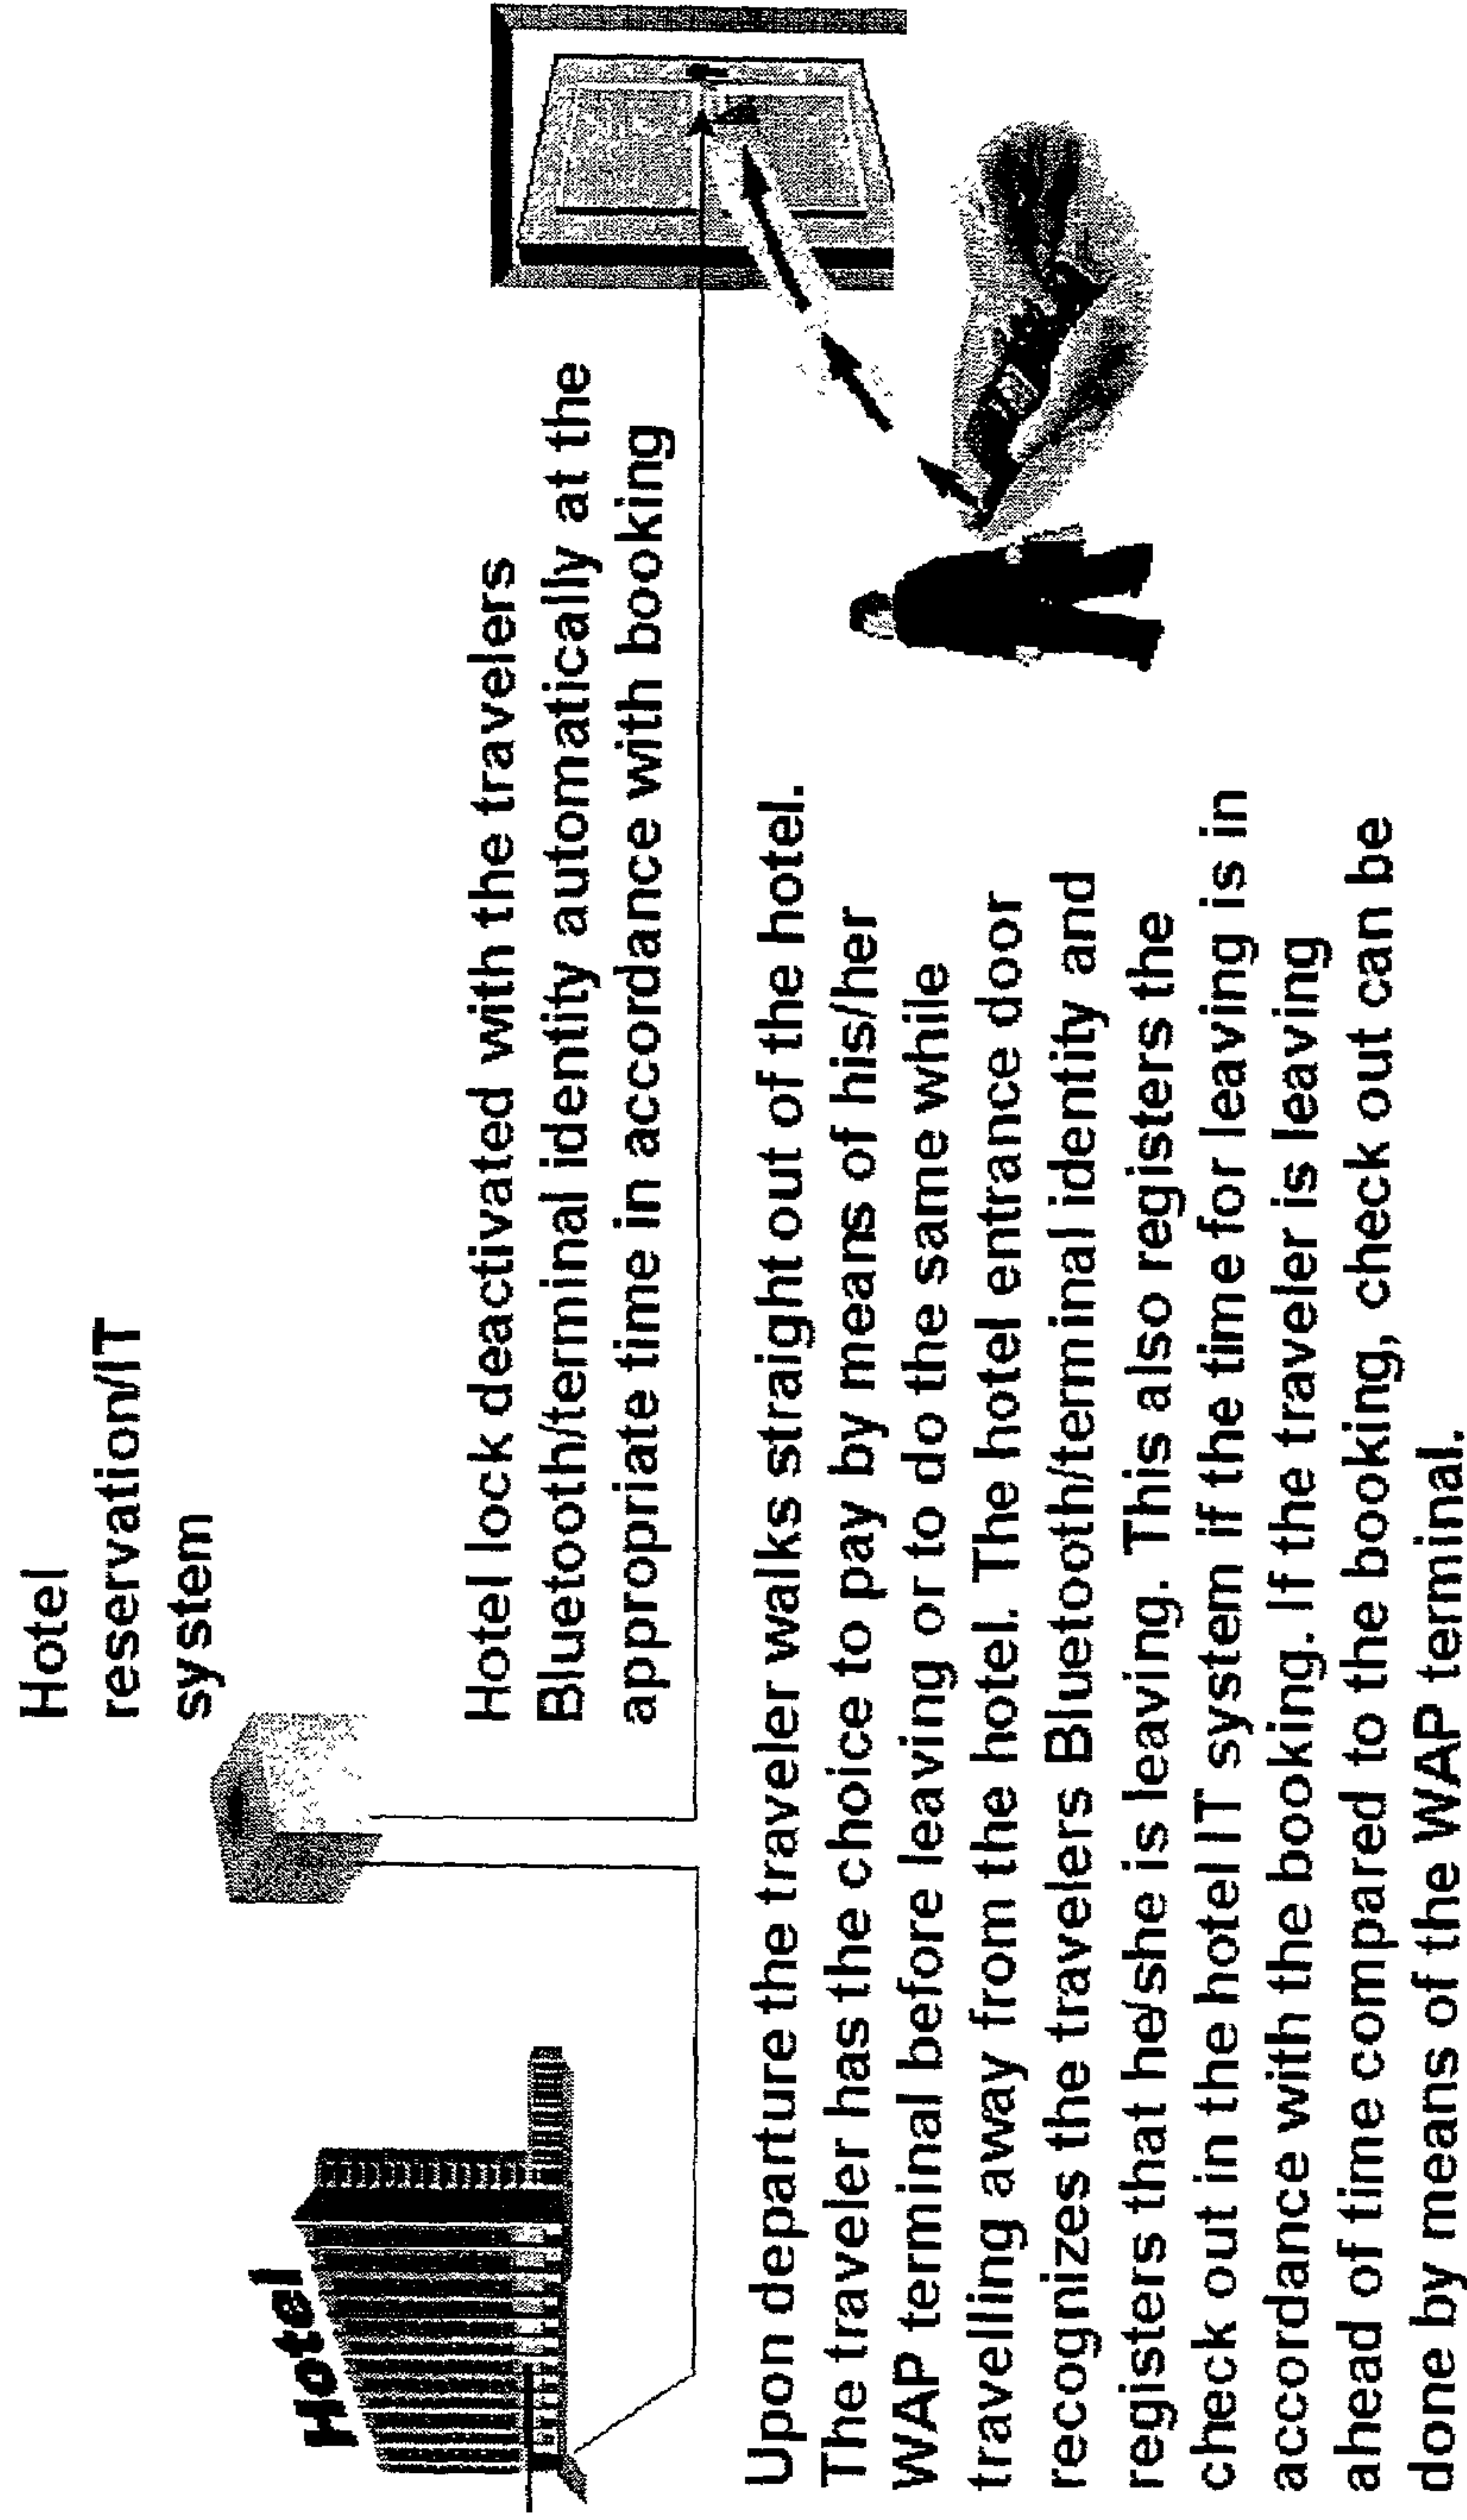 Hotel
Hotel
reservation/IT
system
Hotel lock deactivated with the travelers
Bluetooth/terminal identity automatically at the
appropriate time in accordance with booking
Upon departure the traveler walks straight out of the hotel.
The traveler has the choice to pay by means of his/her
WAP terminal before leaving or to do the same while
travelling away from the hotel. The hotel entrance door
recognizes the travelers Bluetooth/terminal identity and
registers that he/she is leaving. This also registers the
check out in the hotel IT system if the time for leaving is in
accordance with the booking. If the traveler is leaving
ahead of time compared to the booking, check out can be
done by means of the WAP terminal.